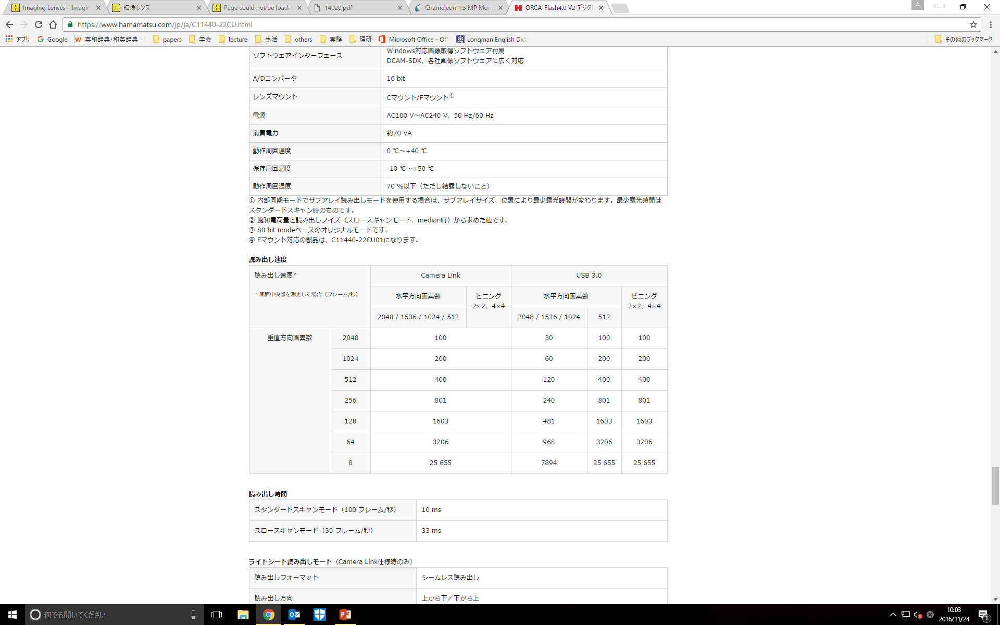 Imaging Lenses - Imagin
結像レンズ
Page could not be loade
14020.pdf
Chameleon 1.3 MP Mono
ORCA-Flash4.0 V2 デジタル
https://www.hamamatsu.com/jp/ja/C11440-22CU.html
アプリ
Google
英和辞典・和英辞典 -
papers
学会
lecture
生活
others
実験
理研
Microsoft Office - Off
Longman English Dict
その他のブックマーク
ソフトウェアインターフェース
Windows対応画像取得ソフトウェア付属
DCAM-SDK、各社画像ソフトウェアに広く対応
A/Dコンバータ 16 bit
レンズマウント Cマウント/Fマウント④
電源 AC100 V～AC240 V、50 Hz/60 Hz
消費電力 約70 VA
動作周囲温度 0 ℃～+40 ℃
保存周囲温度 -10 ℃～+50 ℃
動作周囲湿度 70 %以下（ただし結露しないこと）
① 内部同期モードでサブアレイ読み出しモードを使用する場合は、サブアレイサイズ、位置により最少露光時間が変わります。最少露光時間は
スタンダードスキャン時のものです。
② 飽和電荷量と読み出しノイズ（スロースキャンモード、median時）から求めた値です。
③ 80 bit modeベースのオリジナルモードです。
④ Fマウント対応の製品は、C11440-22CU01になります。
読み出し速度
読み出し速度* Camera Link USB 3.0
* 画面中央部を測定した場合（フレーム/秒）
水平方向画素数 ビニング 水平方向画素数 ビニング
2×2、4×4 2×2、4×4
2048 / 1536 / 1024 / 512 2048 / 1536 / 1024 512
垂直方向画素数 2048 100 30 100 100
1024 200 60 200 200
512 400 120 400 400
256 801 240 801 801
128 1603 481 1603 1603
64 3206 968 3206 3206
8 25 655 7894 25 655 25 655
読み出し時間
スタンダードスキャンモード（100 フレーム/秒） 10 ms
スロースキャンモード（30 フレーム/秒） 33 ms
ライトシート読み出しモード（Camera Link仕様時のみ）
読み出しフォーマット シームレス読み出し
読み出し方向 上から下／下から上
何でも聞いてください
10:03
2016/11/24
1